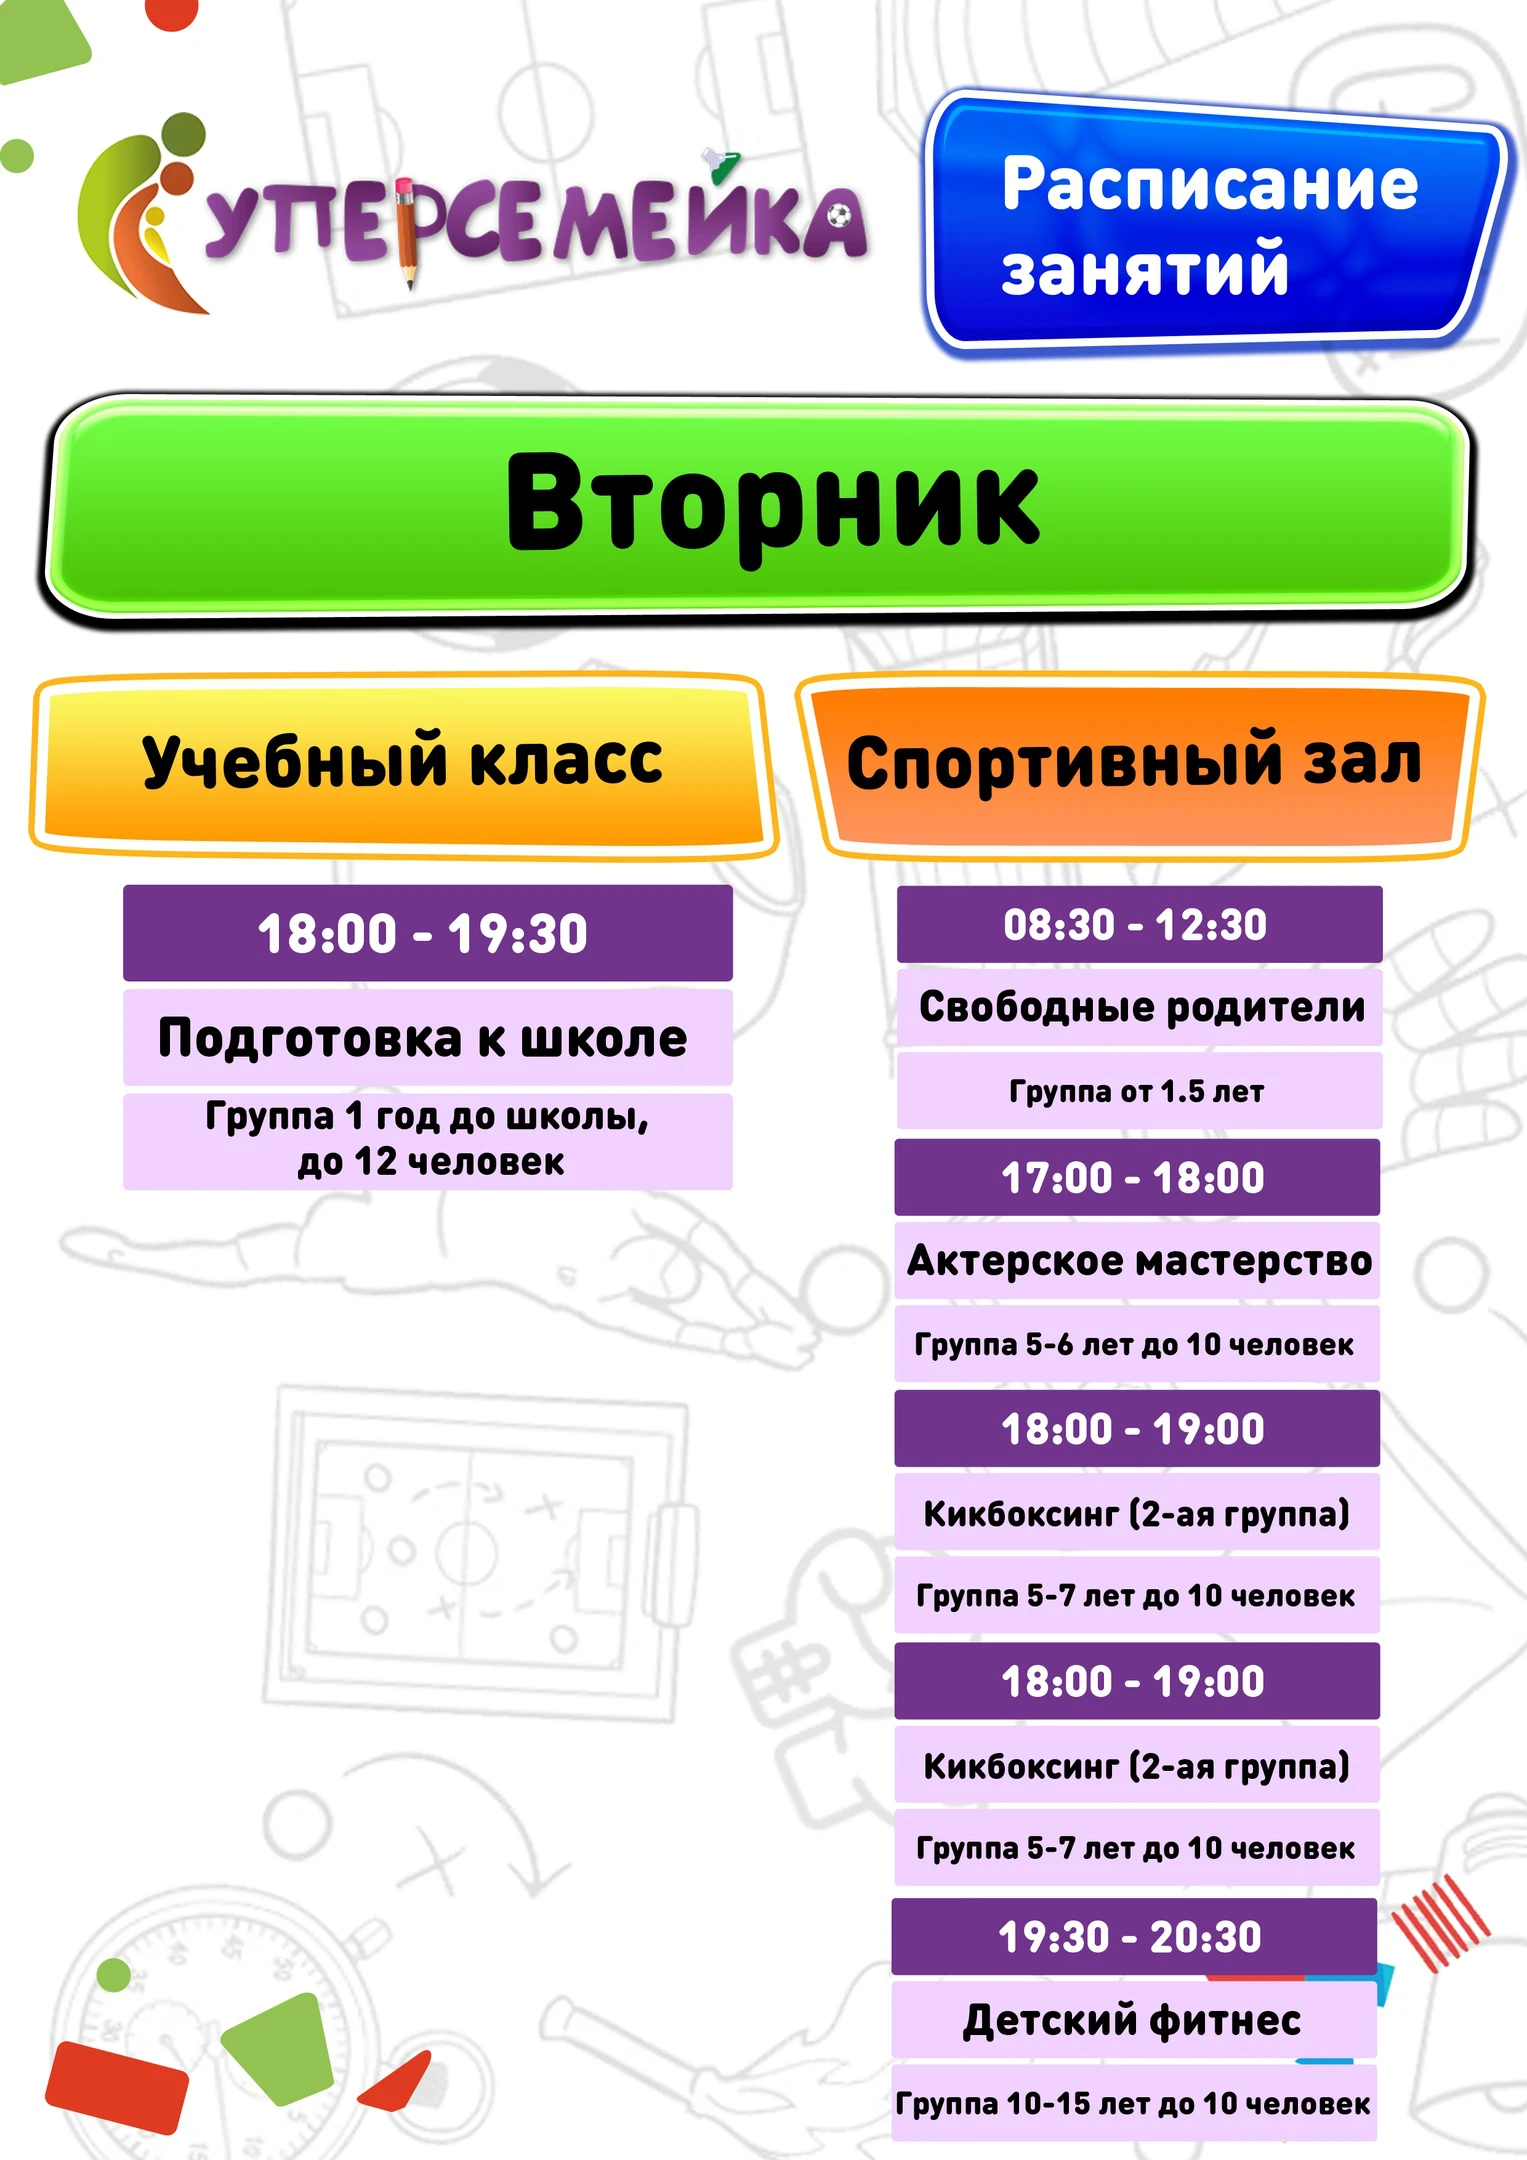 СУПЕРСЕМЕЙКА
Расписание
занятий
Вторник
Учебный класс
18:00 - 19:30
Подготовка к школе
Группа 1 год до школы,
до 12 человек
Спортивный зал
08:30 - 12:30
Свободные родители
Группа от 1.5 лет
17:00 - 18:00
Актерское мастерство
Группа 5-6 лет до 10 человек
18:00 - 19:00
Кикбоксинг (2-ая группа)
Группа 5-7 лет до 10 человек
18:00 - 19:00
Кикбоксинг (2-ая группа)
Группа 5-7 лет до 10 человек
19:30 - 20:30
Детский фитнес
Группа 10-15 лет до 10 человек